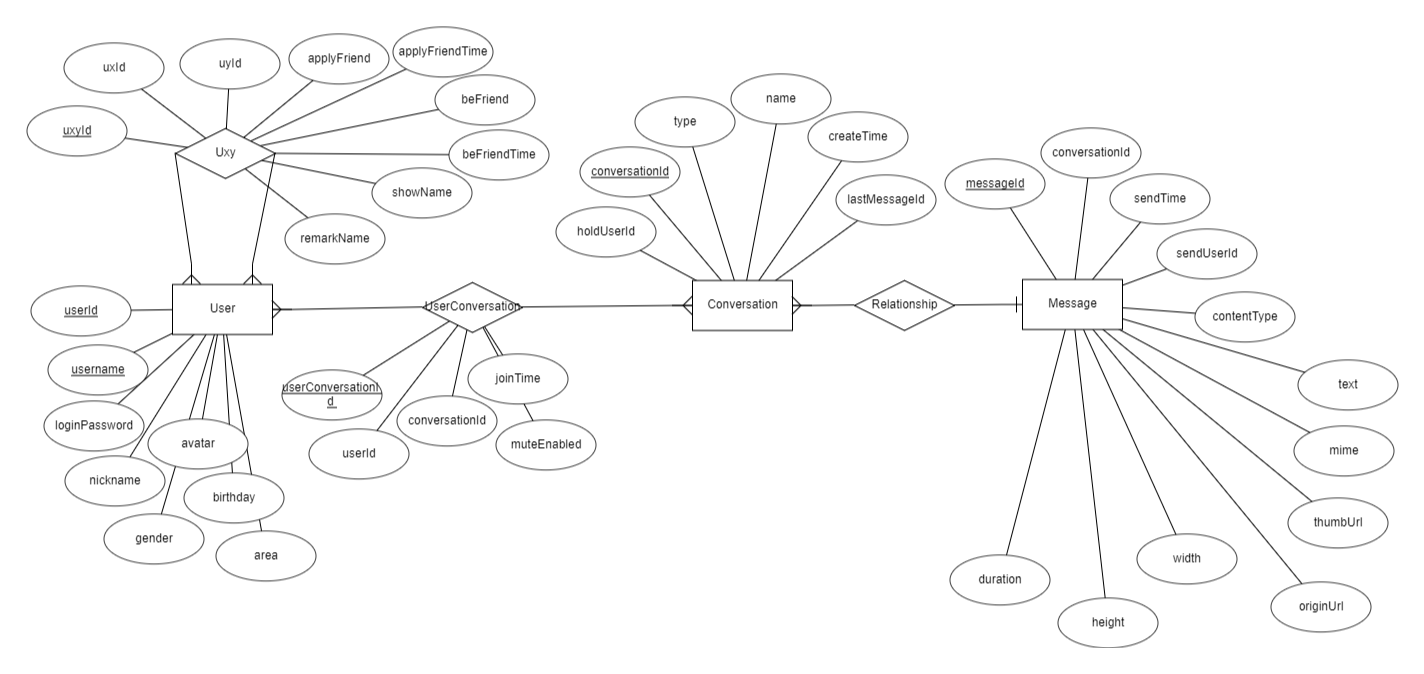 uxId
uyId
applyFriend
applyFriendTime
uxyId
beFriend
Uxy
beFriendTime
showName
remarkName
userId
User
username
loginPassword
nickname
avatar
gender
birthday
area
UserConversation
userConversationI
d
userId
conversationId
joinTime
muteEnabled
type
name
createTime
conversationId
lastMessageId
holdUserId
Conversation
Relationship
messageId
conversationId
sendTime
sendUserId
Message
contentType
text
mime
thumbUrl
originUrl
width
height
duration